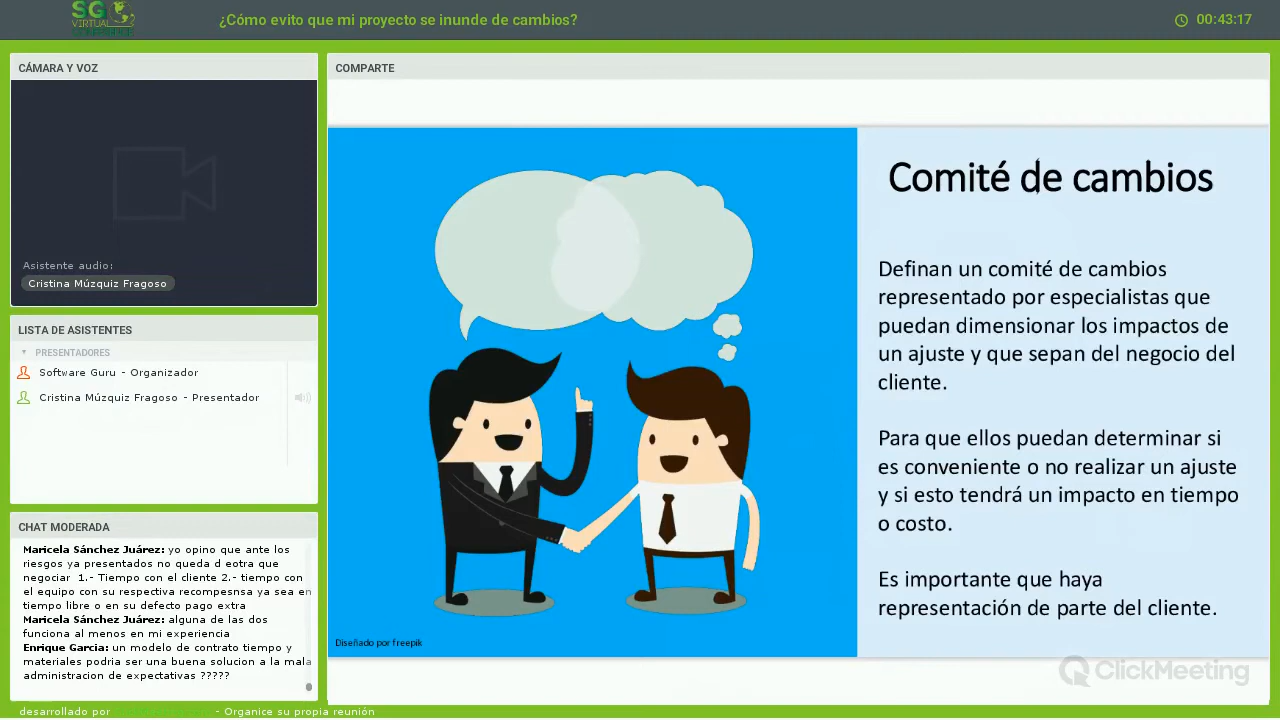 SG
VIRTUAL
CONFERENCE
¿Cómo evito que mi proyecto se inunde de cambios?
00:43:17
CÁMARA Y VOZ
Asistente audio:
Cristina Múzquiz Fragoso
LISTA DE ASISTENTES
PRESENTADORES
Software Guru - Organizador
Cristina Múzquiz Fragoso - Presentador
CHAT MODERADA
Maricela Sánchez Juárez: yo opino que ante los
riesgos ya presentados no queda d eotra que
negociar 1.- Tiempo con el cliente 2.- tiempo con
el equipo con su respectiva recompesnsa ya sea en
tiempo libre o en su defecto pago extra
Maricela Sánchez Juárez: alguna de las dos
funciona al menos en mi experiencia
Enrique Garcia: un modelo de contrato tiempo y
materiales podria ser una buena solucion a la mala
administracion de expectativas ?????
COMPARTE
Comité de cambios
Definan un comité de cambios
representado por especialistas que
puedan dimensionar los impactos de
un ajuste y que sepan del negocio del
cliente.
Para que ellos puedan determinar si
es conveniente o no realizar un ajuste
y si esto tendrá un impacto en tiempo
o costo.
Es importante que haya
representación de parte del cliente.
Diseñado por freepik
ClickMeeting
desarrollado por - Organice su propia reunión